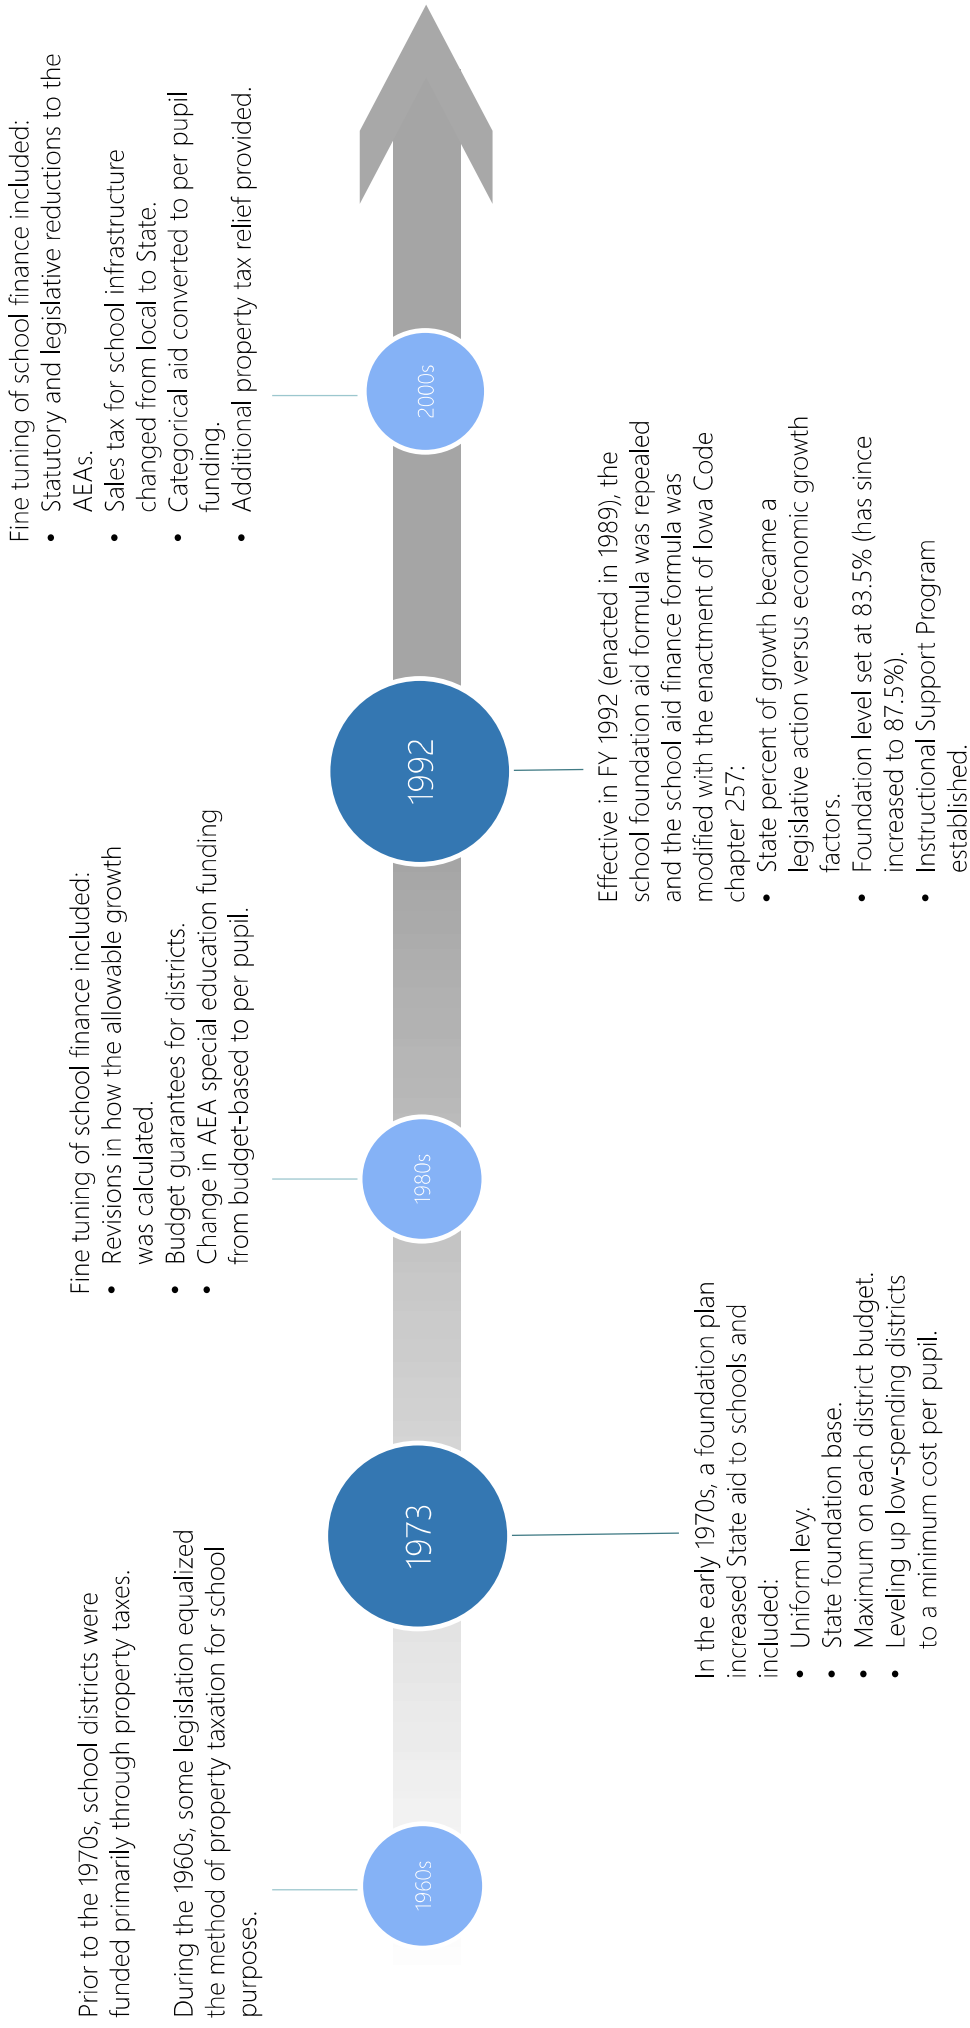 Prior to the 1970s, school districts were
funded primarily through property taxes.
During the 1960s, some legislation equalized
the method of property taxation for school
purposes.
1960s
1973
In the early 1970s, a foundation plan
increased State aid to schools and
included:
• Uniform levy.
• State foundation base.
• Maximum on each district budget.
• Leveling up low-spending districts
to a minimum cost per pupil.
Fine tuning of school finance included:
• Revisions in how the allowable growth
was calculated.
• Budget guarantees for districts.
• Change in AEA special education funding
from budget-based to per pupil.
1980s
1992
Effective in FY 1992 (enacted in 1989), the
school foundation aid formula was repealed
and the school aid finance formula was
modified with the enactment of Iowa Code
chapter 257:
• State percent of growth became a
legislative action versus economic growth
factors.
• Foundation level set at 83.5% (has since
increased to 87.5%).
• Instructional Support Program
established.
Fine tuning of school finance included:
• Statutory and legislative reductions to the
AEAs.
• Sales tax for school infrastructure
changed from local to State.
• Categorical aid converted to per pupil
funding.
• Additional property tax relief provided.
2000s